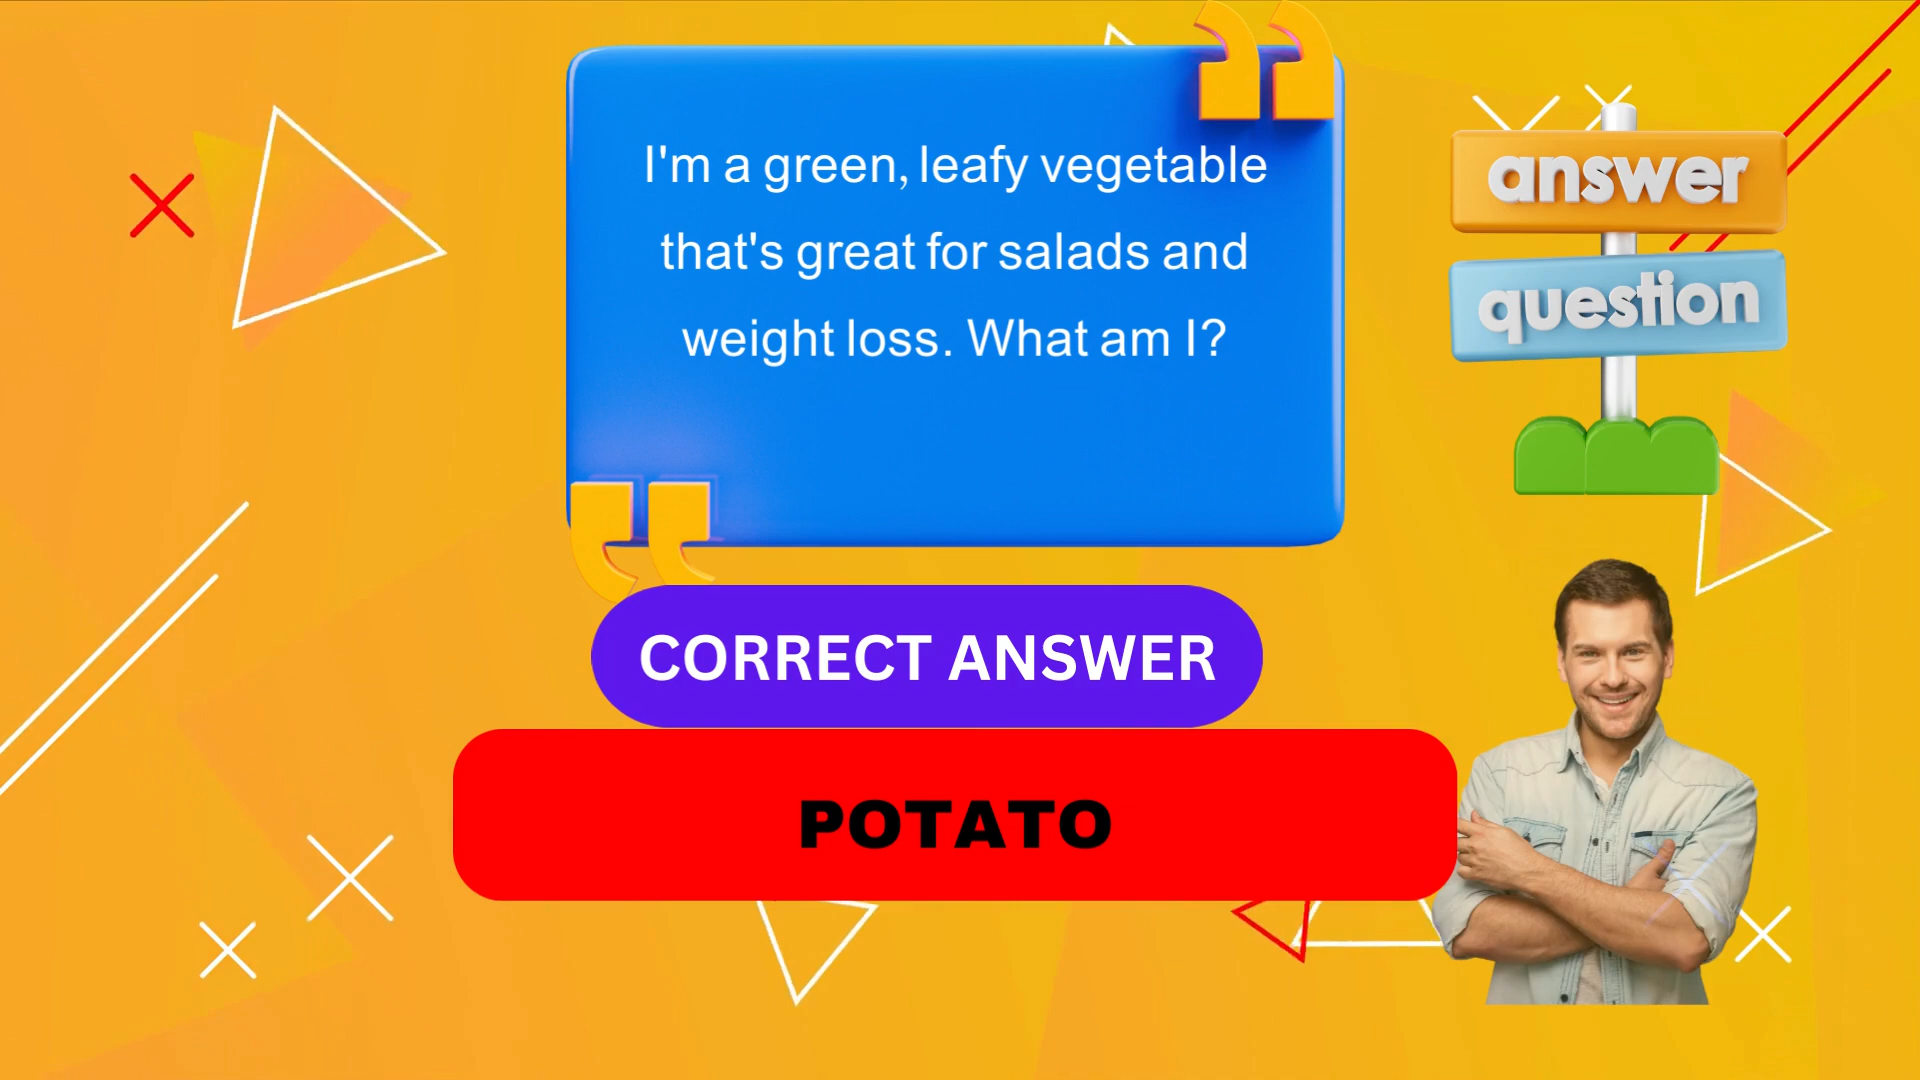 I'm a green, leafy vegetable
that's great for salads and
weight loss. What am I?
answer
question
CORRECT ANSWER
POTATO